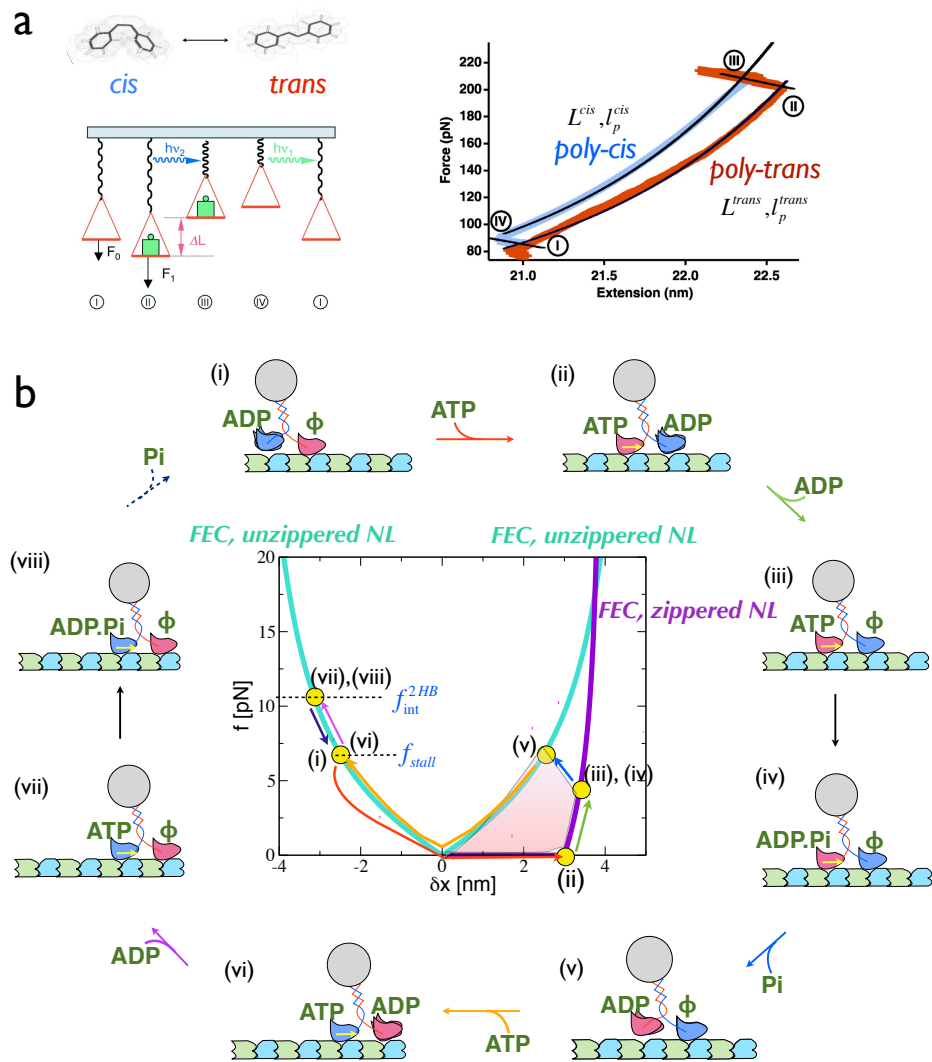 a
cis
trans
hν₂
hν₁
ΔL
F₀
F₁
I
II
III
IV
I
Force (pN)
220
200
180
160
140
120
100
80
III
II
L^{cis}, l_p^{cis}
poly-cis
poly-trans
L^{trans}, l_p^{trans}
IV
I
21.0
21.5
22.0
22.5
Extension (nm)
b
(i)
ADP
ϕ
ATP
(ii)
ATP
ADP
ADP
Pi
FEC, unzippered NL
FEC, unzippered NL
FEC, zippered NL
(viii)
ADP.Pi
ϕ
(iii)
ATP
ϕ
20
15
10
5
0
f [pN]
(vii),(viii)
f_{int}^{2HB}
(vi)
(i)
f_{stall}
(v)
(iii), (iv)
(ii)
-4
-2
0
2
4
δx [nm]
(vii)
ATP
ϕ
(iv)
ADP.Pi
ϕ
ADP
(vi)
ATP
ADP
ATP
(v)
ADP
ϕ
Pi